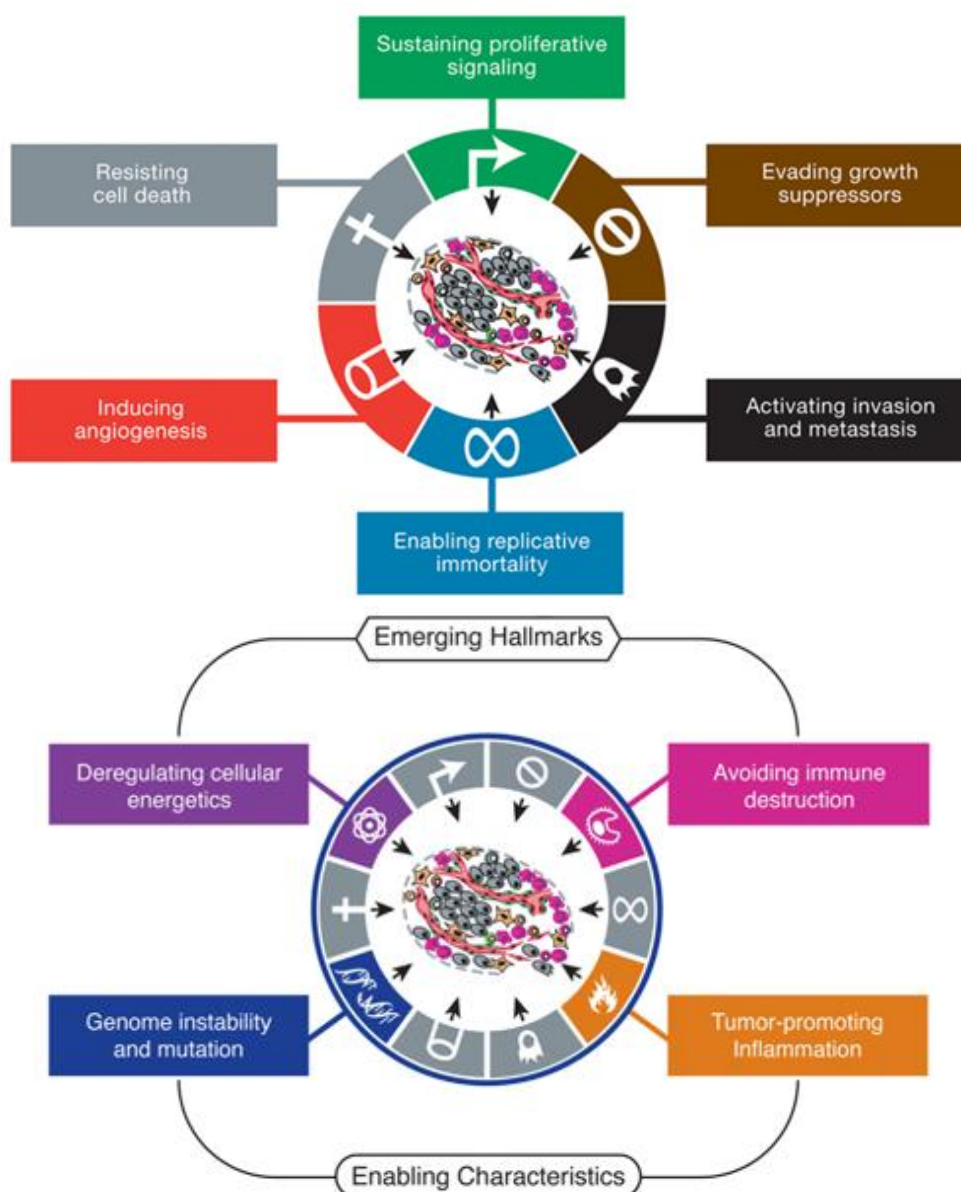 Sustaining proliferative
signaling
Resisting
cell death
Evading growth
suppressors
Inducing
angiogenesis
Activating invasion
and metastasis
Enabling replicative
immortality
Emerging Hallmarks
Deregulating cellular
energetics
Avoiding immune
destruction
Genome instability
and mutation
Tumor-promoting
Inflammation
Enabling Characteristics